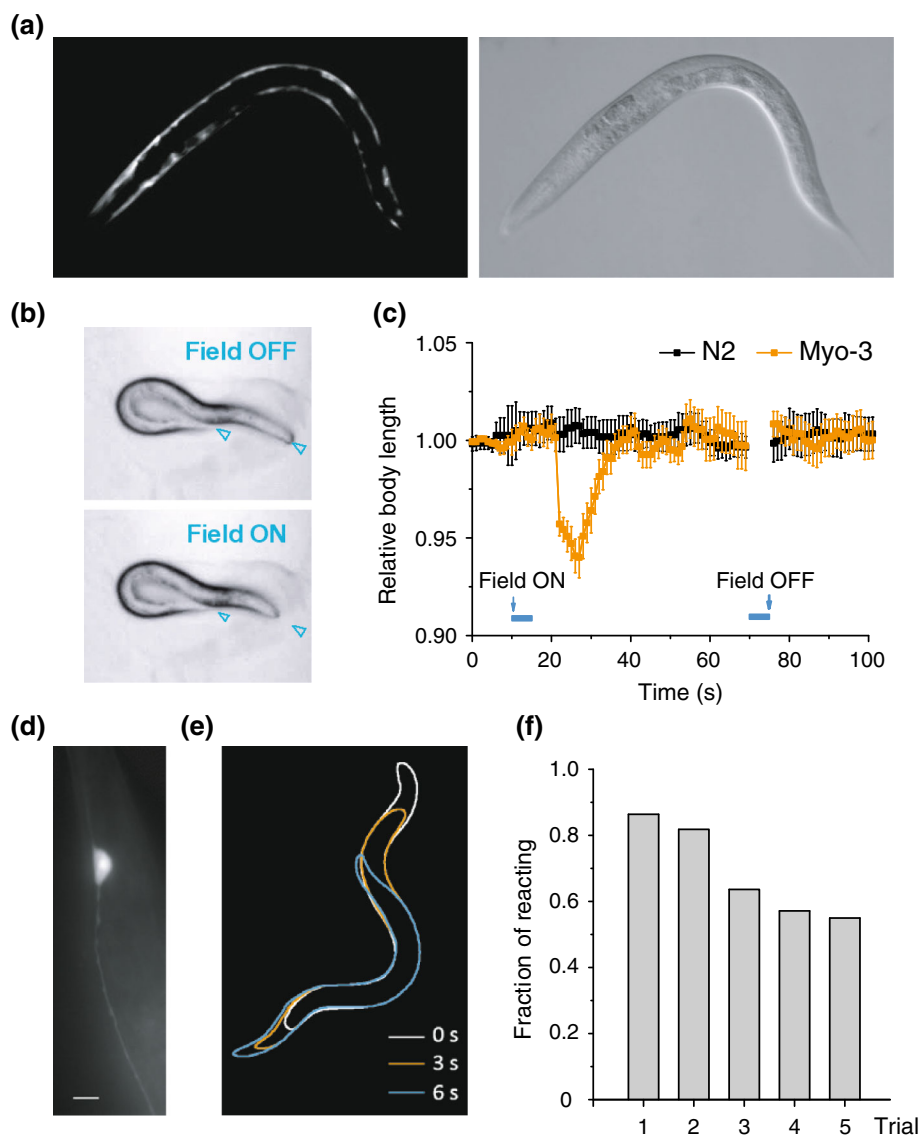 (a)
(b)
Field OFF
Field ON
(c)
N2 Myo-3
Relative body length
1.05
1.00
0.95
0.90
Field ON
Field OFF
0 20 40 60 80 100
Time (s)
(d)
(e)
0 s
3 s
6 s
(f)
Fraction of reacting
1.0
0.8
0.6
0.4
0.2
0
1 2 3 4 5 Trial